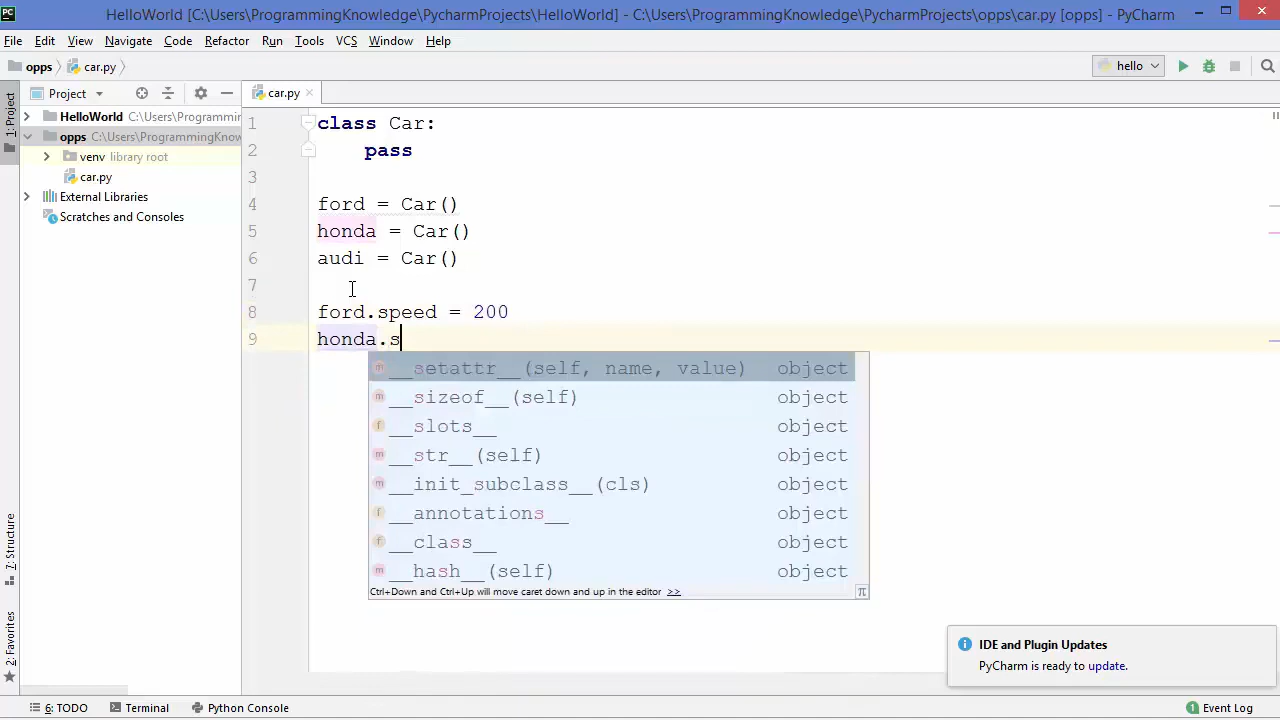 PC HelloWorld [C:\Users\ProgrammingKnowledge\PycharmProjects\HelloWorld] - C:\Users\ProgrammingKnowledge\PycharmProjects\opps\car.py [opps] - PyCharm
File Edit View Navigate Code Refactor Run Tools VCS Window Help
opps car.py hello
1: Project
Project
car.py
HelloWorld C:\Users\Programmin
opps C:\Users\ProgrammingKnow
venv library root
car.py
External Libraries
Scratches and Consoles
1 class Car:
2 pass
3
4 ford = Car()
5 honda = Car()
6 audi = Car()
7
8 ford.speed = 200
9 honda.s
__setattr__(self, name, value) object
__sizeof__(self) object
__slots__ object
__str__(self) object
__init_subclass__(cls) object
__annotations__ object
__class__ object
__hash__(self) object
Ctrl+Down and Ctrl+Up will move caret down and up in the editor >> π
7: Structure
2: Favorites
IDE and Plugin Updates
PyCharm is ready to update.
6: TODO Terminal Python Console 1 Event Log